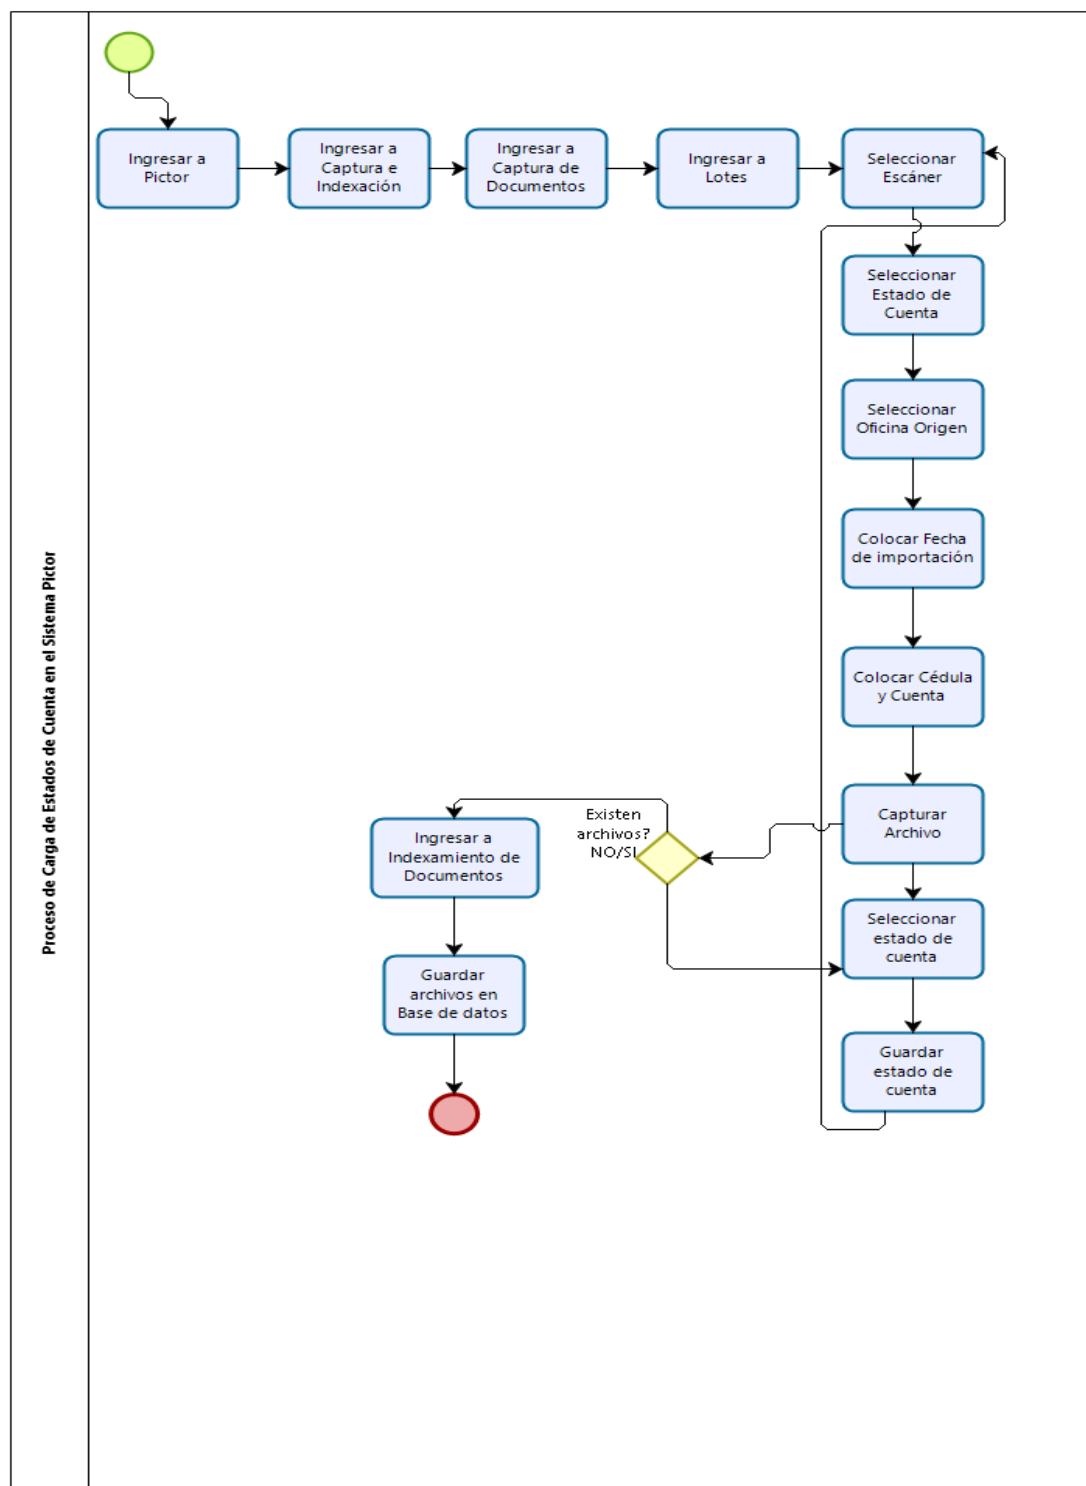 Proceso de Carga de Estados de Cuenta en el Sistema Pictor
Ingresar a
Pictor
Ingresar a
Captura e
Indexación
Ingresar a
Captura de
Documentos
Ingresar a
Lotes
Seleccionar
Escáner
Seleccionar
Estado de
Cuenta
Seleccionar
Oficina Origen
Colocar Fecha
de importación
Colocar Cédula
y Cuenta
Capturar
Archivo
Existen
archivos?
NO/SI
Ingresar a
Indexamiento de
Documentos
Seleccionar
estado de
cuenta
Guardar
archivos en
Base de datos
Guardar
estado de
cuenta